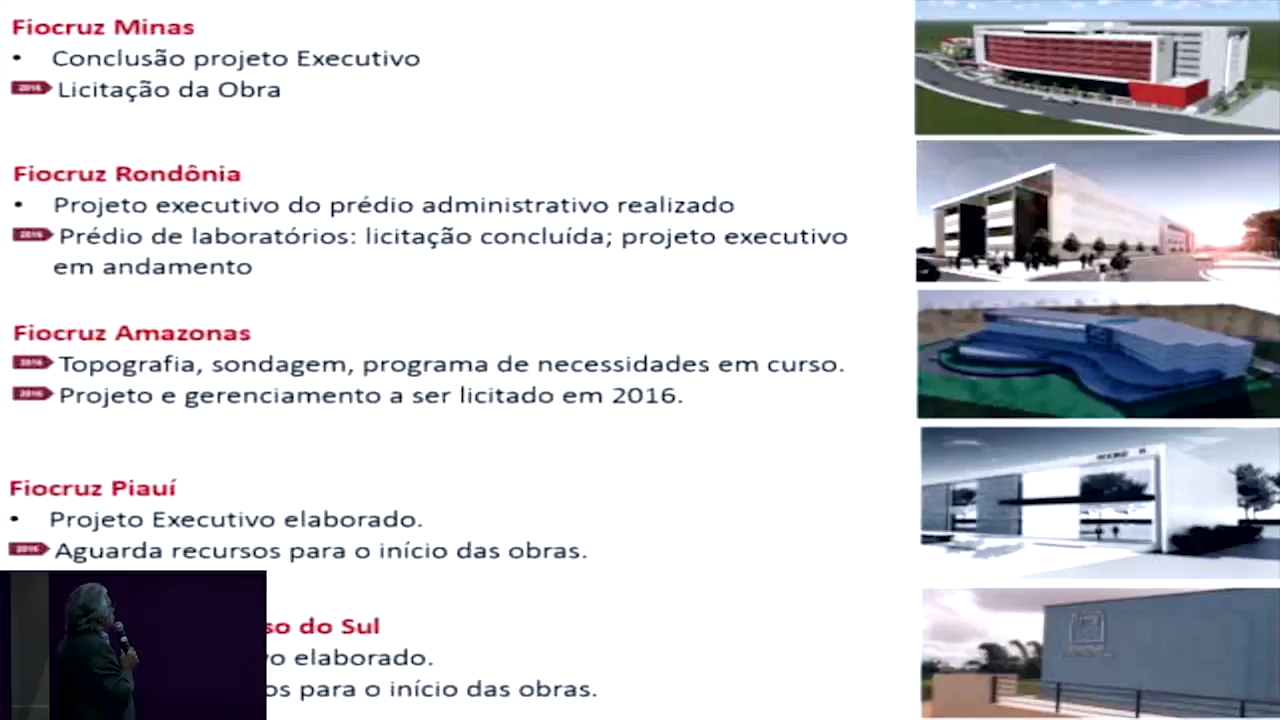 Fiocruz Minas
• Conclusão projeto Executivo
2016 Licitação da Obra
Fiocruz Rondônia
• Projeto executivo do prédio administrativo realizado
2016 Prédio de laboratórios: licitação concluída; projeto executivo
em andamento
Fiocruz Amazonas
2016 Topografia, sondagem, programa de necessidades em curso.
2016 Projeto e gerenciamento a ser licitado em 2016.
Fiocruz Piauí
• Projeto Executivo elaborado.
2016 Aguarda recursos para o início das obras.
so do Sul
vo elaborado.
os para o início das obras.